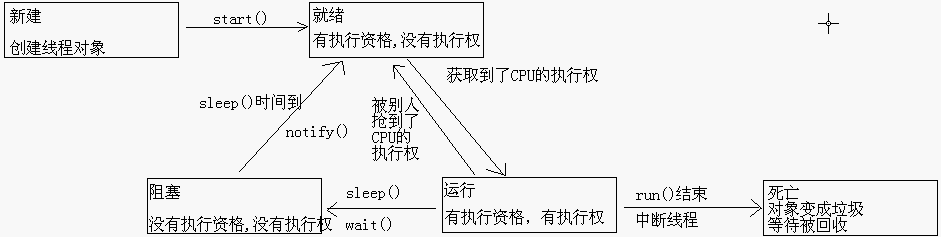 新建
创建线程对象
start()
就绪
有执行资格,没有执行权
获取到了CPU的执行权
被别人
抢到了
CPU的
执行权
sleep()时间到
notify()
阻塞
没有执行资格,没有执行权
sleep()
wait()
运行
有执行资格，有执行权
run()结束
中断线程
死亡
对象变成垃圾
等待被回收